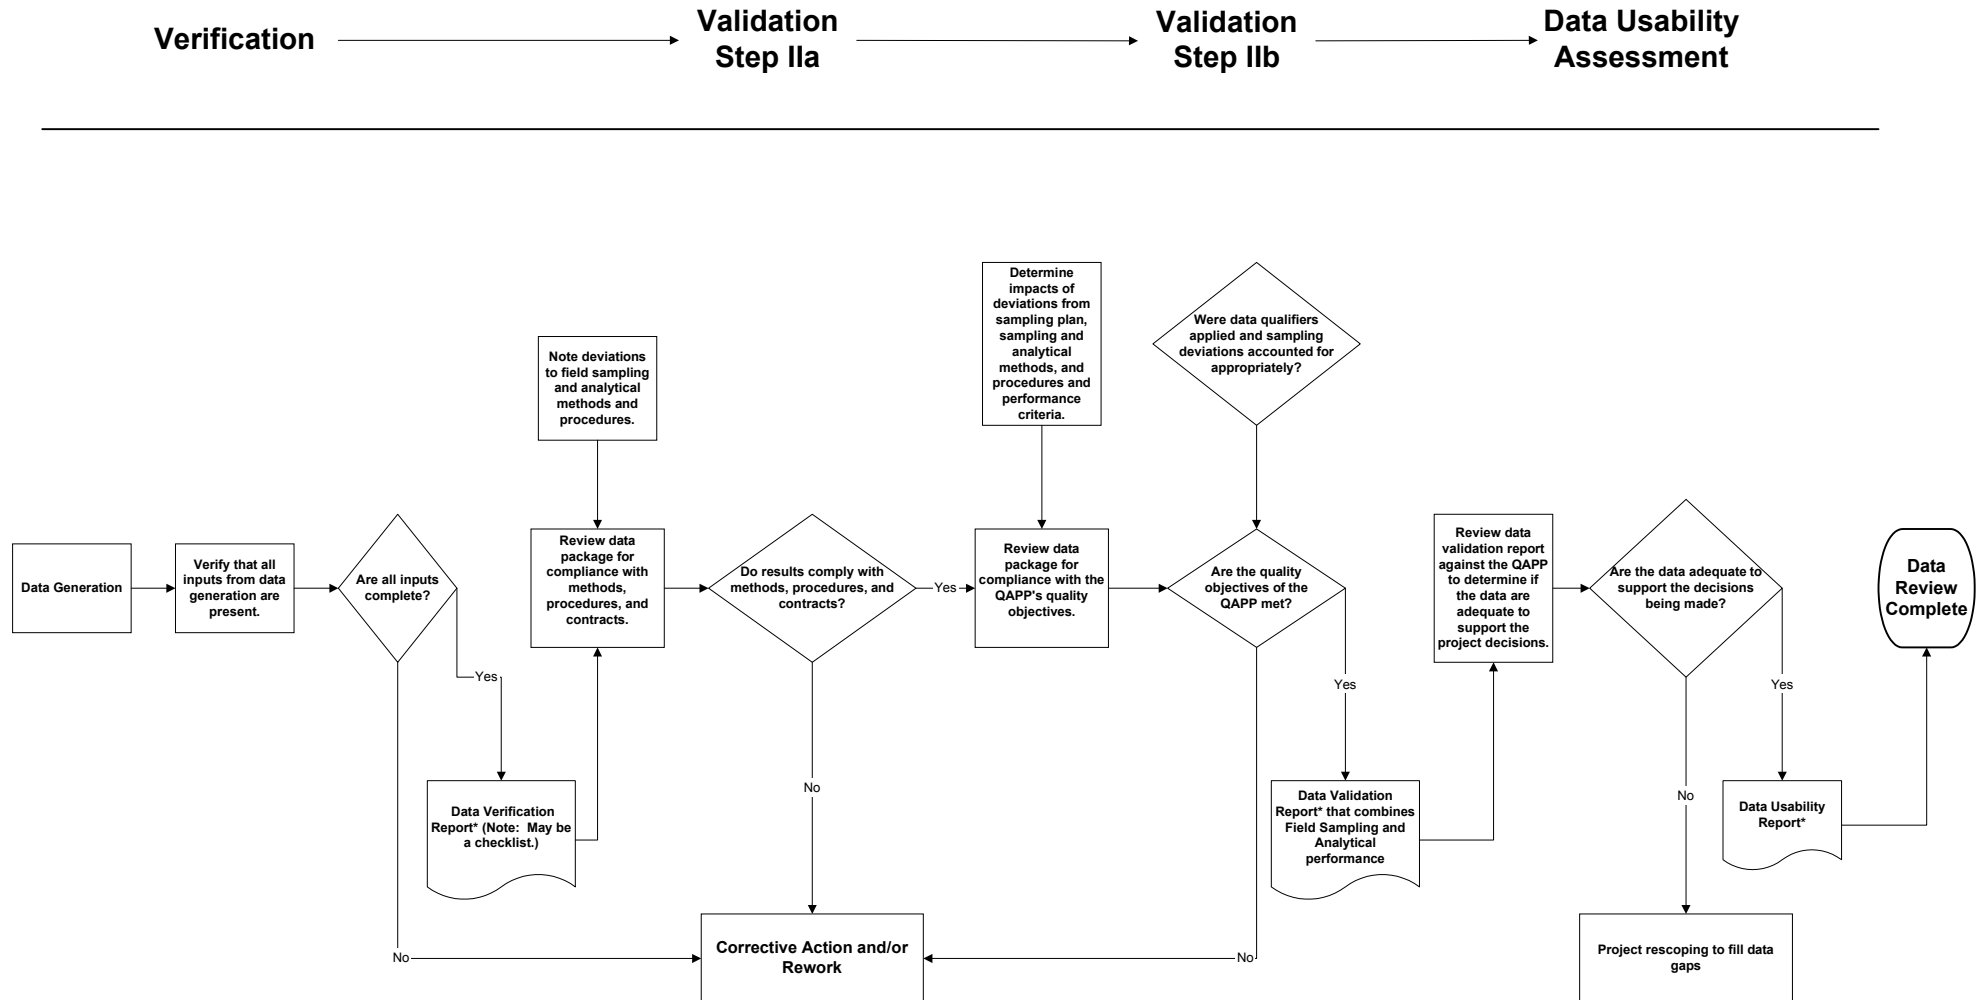 Verification
Validation
Step IIa
Validation
Step IIb
Data Usability
Assessment
Determine
impacts of
deviations from
sampling plan,
sampling and
analytical
methods, and
procedures and
performance
criteria.
Were data qualifiers
applied and sampling
deviations accounted for
appropriately?
Note deviations
to field sampling
and analytical
methods and
procedures.
Data Generation
Verify that all
inputs from data
generation are
present.
Are all inputs
complete?
Yes
No
Data Verification
Report* (Note: May be
a checklist.)
Review data
package for
compliance with
methods,
procedures, and
contracts.
Do results comply with
methods, procedures, and
contracts?
Yes
No
Review data
package for
compliance with the
QAPP's quality
objectives.
Are the quality
objectives of the
QAPP met?
Yes
No
Data Validation
Report* that combines
Field Sampling and
Analytical
performance
Review data
validation report
against the QAPP
to determine if
the data are
adequate to
support the
project decisions.
Are the data adequate to
support the decisions
being made?
Yes
No
Data Usability
Report*
Data
Review
Complete
Corrective Action and/or
Rework
Project rescoping to fill data
gaps